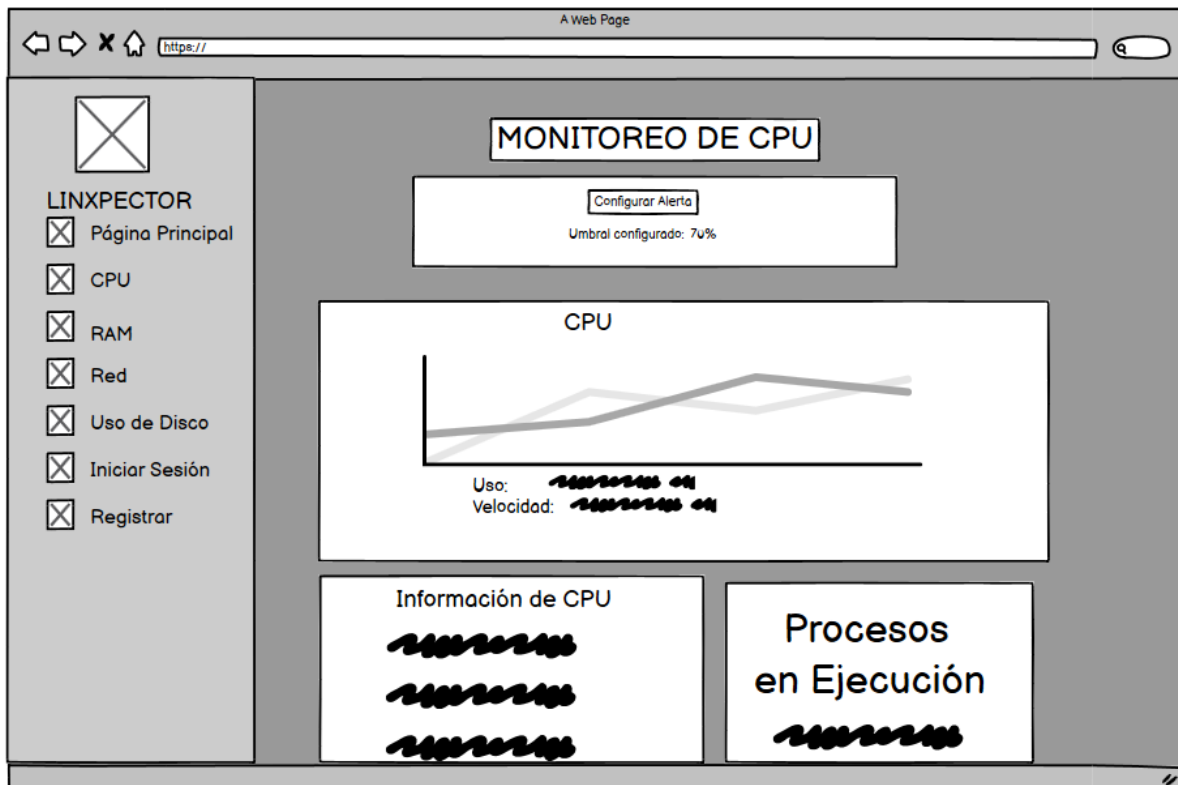 A Web Page
https://
LINXPECTOR
Página Principal
CPU
RAM
Red
Uso de Disco
Iniciar Sesión
Registrar
MONITOREO DE CPU
Configurar Alerta
Umbral configurado: 70%
CPU
Uso:
Velocidad:
Información de CPU
Procesos
en Ejecución